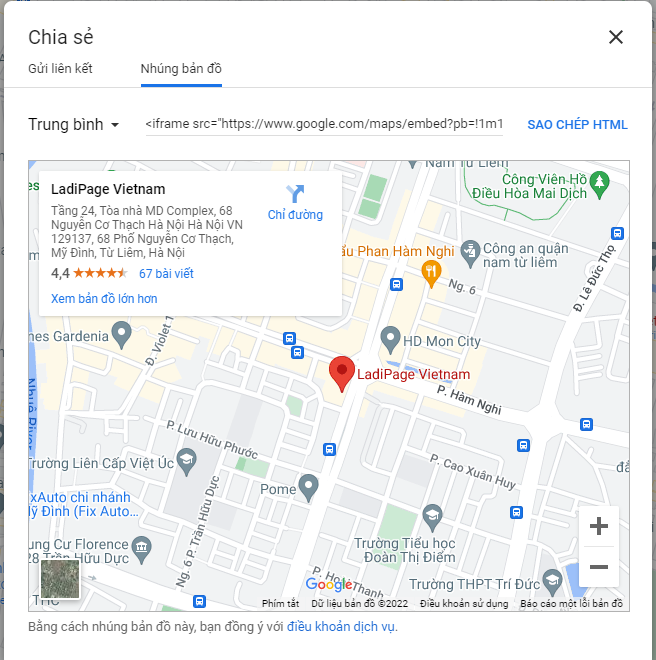 Chia sẻ
Gửi liên kết
Nhúng bản đồ
Trung bình
<iframe src="https://www.google.com/maps/embed?pb=!1m1
SAO CHÉP HTML
LadiPage Vietnam
Tầng 24, Tòa nhà MD Complex, 68
Nguyễn Cơ Thạch Hà Nội Hà Nội VN
129137, 68 Phố Nguyễn Cơ Thạch,
Mỹ Đình, Từ Liêm, Hà Nội
Chỉ đường
4,4
67 bài viết
Xem bản đồ lớn hơn
Nam Từ Liêm
Công Viên Hồ
Điều Hòa Mai Dịch
Phan Hàm Nghi
Công an quận
nam từ liêm
Ng. 6
Đ. Lê Đức Thọ
Gardenia
Đ. Violet 1
HD Mon City
LadiPage Vietnam
P. Hàm Nghi
P. Lưu Hữu Phước
Trường Liên Cấp Việt Úc
P. Cao Xuân Huy
Pome
Ng. 6 P. Trần Hữu Dực
ixAuto chi nhánh
Mỹ Đình (Fix Auto...
Trường Tiểu học
Đoàn Thị Điểm
ung Cư Florence
28 Trần Hữu Dực
Trường THPT Trí Đức
THC
Google
Phím tắt
Dữ liệu bản đồ ©2022
Điều khoản sử dụng
Báo cáo một lỗi bản đồ
Bằng cách nhúng bản đồ này, bạn đồng ý với điều khoản dịch vụ.